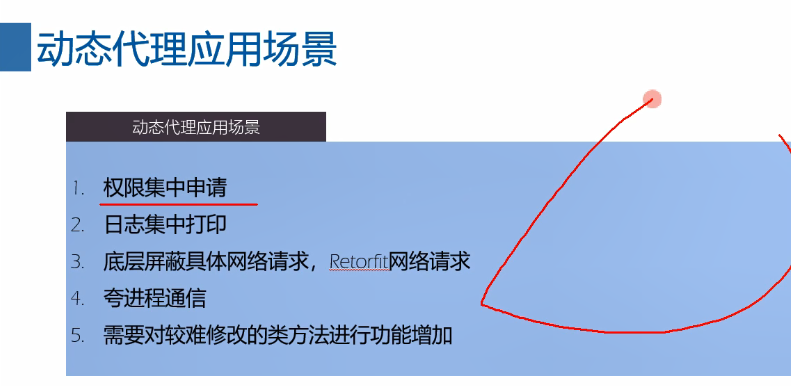 动态代理应用场景
动态代理应用场景
1. 权限集中申请
2. 日志集中打印
3. 底层屏蔽具体网络请求，Retorfit网络请求
4. 夸进程通信
5. 需要对较难修改的类方法进行功能增加